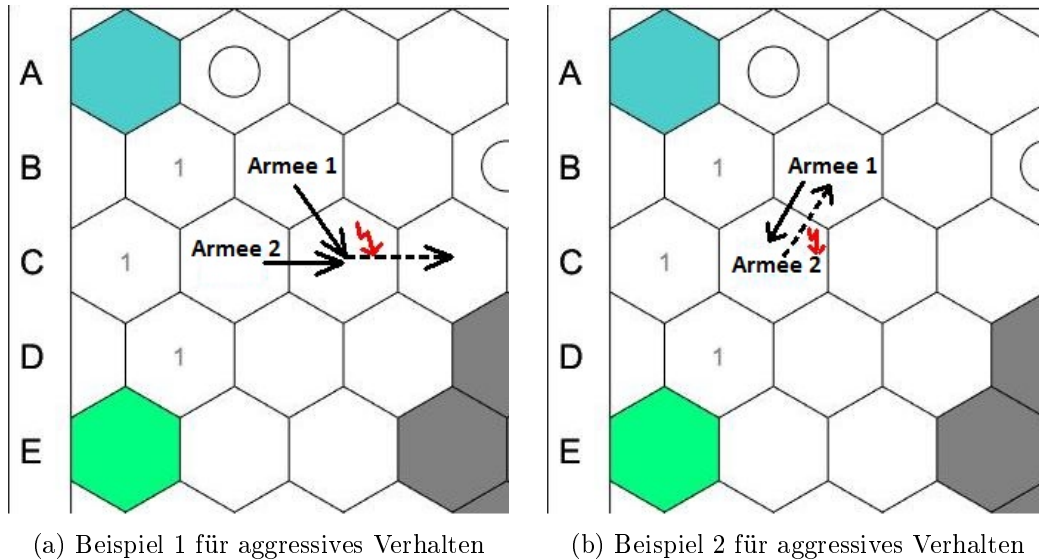 A
A
B
1
Armee 1
B
1
Armee 1
C
1
Armee 2
C
1
Armee 2
D
1
D
1
E
E
(a) Beispiel 1 für aggressives Verhalten
(b) Beispiel 2 für aggressives Verhalten